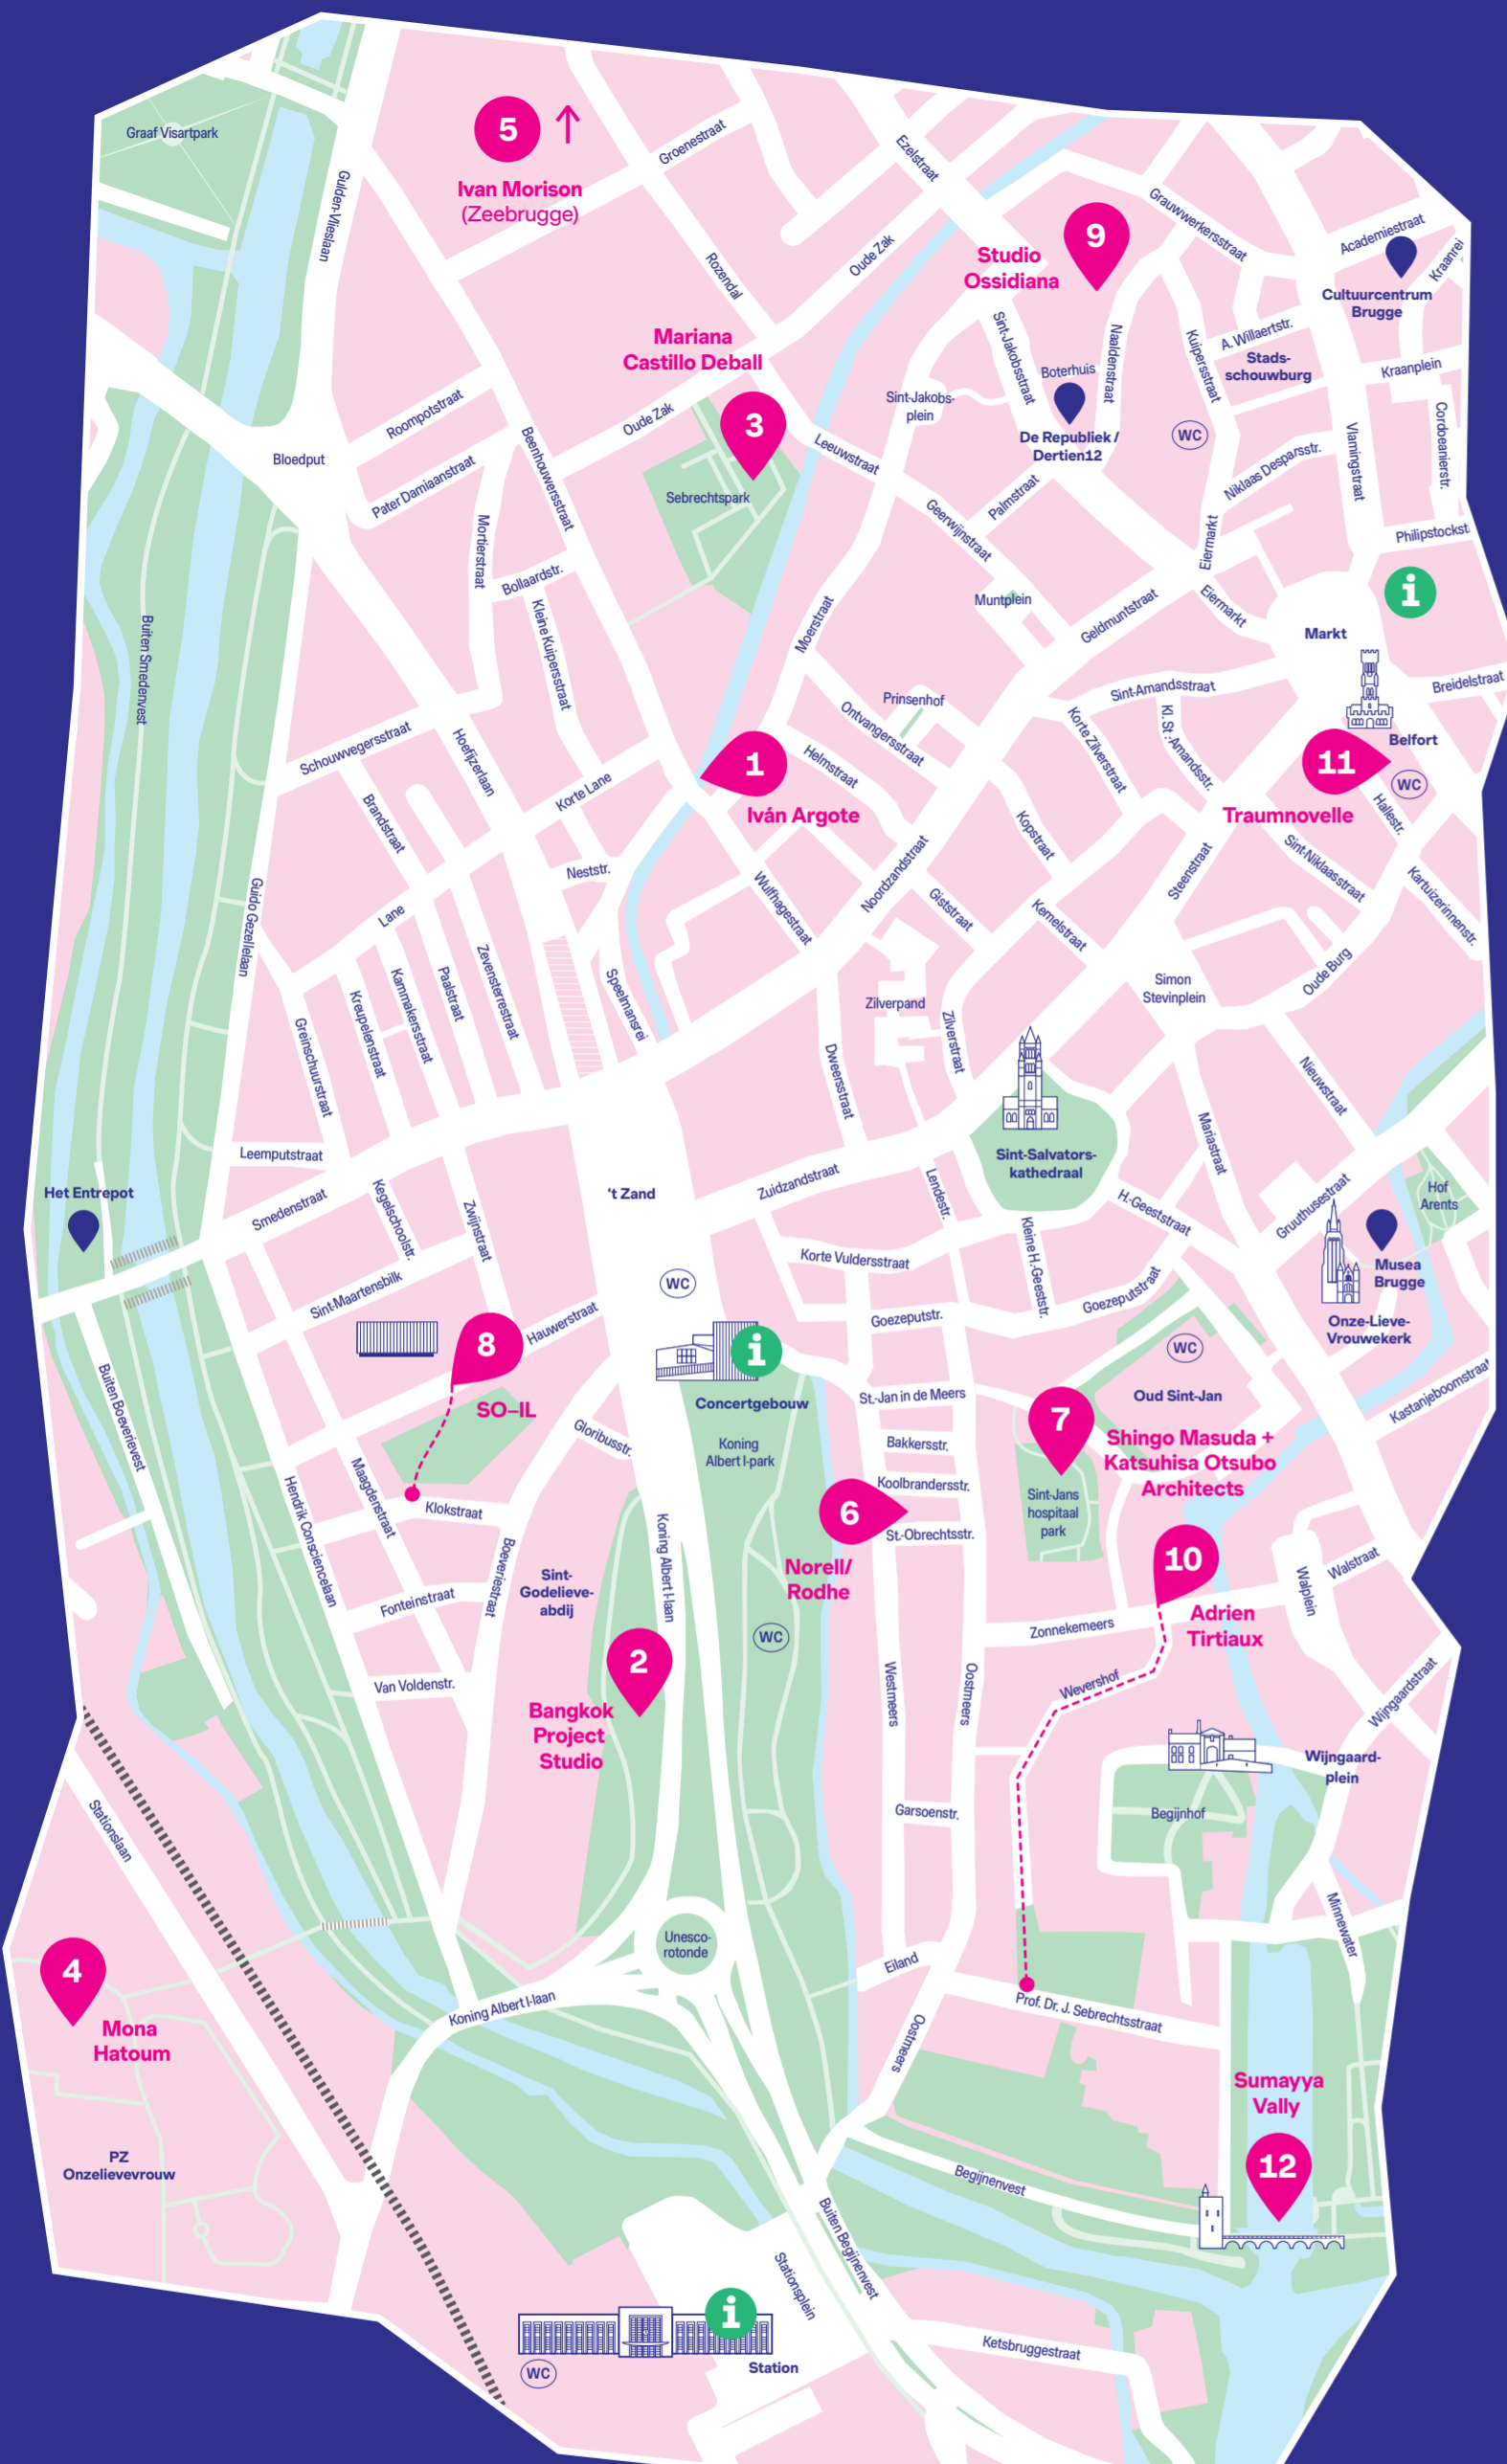 Graaf Visartpark
Gulden-Vlieslaan
5
Ivan Morison
(Zeebrugge)
Groenestraat
Ezelstraat
Rozendal
Oude Zak
9
Studio
Ossidiana
Grauwwerkersstraat
Academiestraat
Kraanrei
Cultuurcentrum
Brugge
Mariana
Castillo Deball
3
Sebrechtspark
Oude Zak
Sint-Jakobsstraat
Naaldenstraat
Kuipersstraat
A. Willaertstr.
Stads-
schouwburg
Kraanplein
Boterhuis
De Republiek /
Dertien12
WC
Sint-Jakobs-
plein
Cordoeanierstr.
Vlamingstraat
Niklaas Desparsstr.
Philipstockst
Roompotstraat
Bloedput
Pater Damiaanstraat
Beenhouwersstraat
Mortierstraat
Bollaardstr.
Kleine Kuipersstraat
Leeuwstraat
Geerwijnstraat
Palmstraat
Muntplein
Moerstraat
Geldmuntstraat
Eiermarkt
Eiermarkt
i
Markt
Breidelstraat
Belfort
WC
11
Traumnovelle
Hallestr.
Buiten Smedenvest
Schouwvegersstraat
Hoefijzerlaan
Brandstraat
Korte Lane
Neststr.
Lane
Guido Gezellelaan
1
Iván Argote
Prinsenhof
Ontvangersstraat
Helmstraat
Sint-Amandsstraat
Kl. St.-Amandsstr.
Korte Zilverstraat
Kopstraat
Noordzandstraat
Wulfhagestraat
Giststraat
Kemelstraat
Steenstraat
Sint-Niklaasstraat
Kartuizerinnenstr.
Oude Burg
Simon
Stevinplein
Zilverpand
Zilverstraat
Dweersstraat
Speelmansrei
Zevensterrestraat
Paalstraat
Kammakersstraat
Kreupelenstraat
Greinschuurstraat
Nieuwstraat
Mariastraat
Sint-Salvators-
kathedraal
Leemputstraat
Het Entrepot
Smedenstraat
Kegelschoolstr.
Zwijnstraat
't Zand
Zuidzandstraat
Lendestr.
Korte Vuldersstraat
Kleine H.-Geeststr.
H.-Geeststraat
Gruuthusestraat
Hof
Arents
Musea
Brugge
Onze-Lieve-
Vrouwekerk
Sint-Maartensbilk
WC
Goezeputstr.
Goezeputstraat
8
SO–IL
Hauwerstraat
i
Concertgebouw
Koning
Albert I-park
St.-Jan in de Meers
Bakkersstr.
Koolbrandersstr.
St.-Obrechtsstr.
WC
Oud Sint-Jan
7
Shingo Masuda +
Katsuhisa Otsubo
Architects
Sint-Jans
hospitaal
park
Kastanjeboomstraat
Buiten Boeverievest
Gloribusstr.
Klokstraat
Maagdenstraat
Hendrik Consciencelaan
Boeveriestraat
Sint-
Godelieve-
abdij
Fonteinstraat
Van Voldenstr.
Koning Albert I-laan
6
Norell/
Rodhe
WC
2
Bangkok
Project
Studio
10
Adrien
Tirtiaux
Walplein
Walstraat
Zonnekemeers
Wevershof
Westmeers
Oostmeers
Wijngaardstraat
Wijngaard-
plein
Begijnhof
Garsoenstr.
Minnewater
Stationslaan
4
Mona
Hatoum
PZ
Onzelievevrouw
Unesco-
rotonde
Koning Albert I-laan
Eiland
Prof. Dr. J. Sebrechtsstraat
Oostmeers
Sumayya
Vally
12
Begijnenvest
Buiten Begijnenvest
Stationsplein
i
Station
WC
Ketsbruggestraat